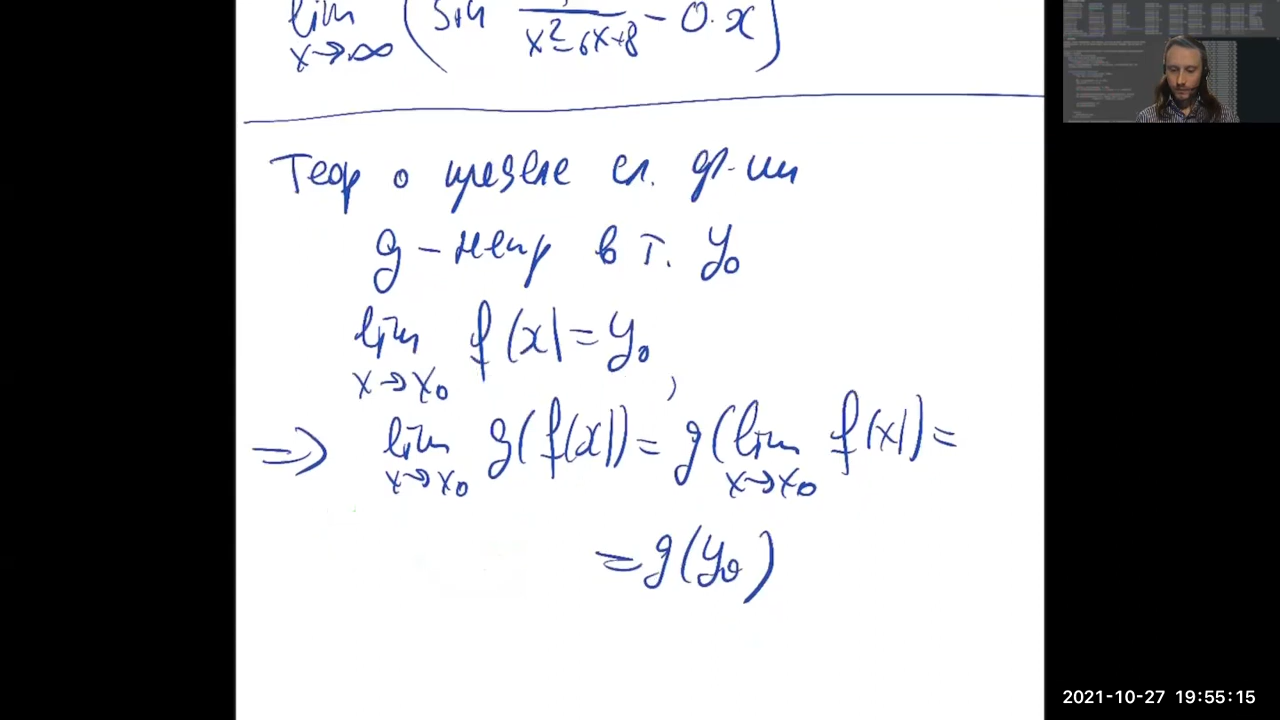 lim (sin / x²-6x+8 - 0·x)
x→∞
Теор о пределе сл. ф-ии
g - непр в т. y₀
lim f(x)=y₀,
x→x₀
=> lim g(f(x))=g(lim f(x))=
x→x₀ x→x₀
=g(y₀)
2021-10-27 19:55:15